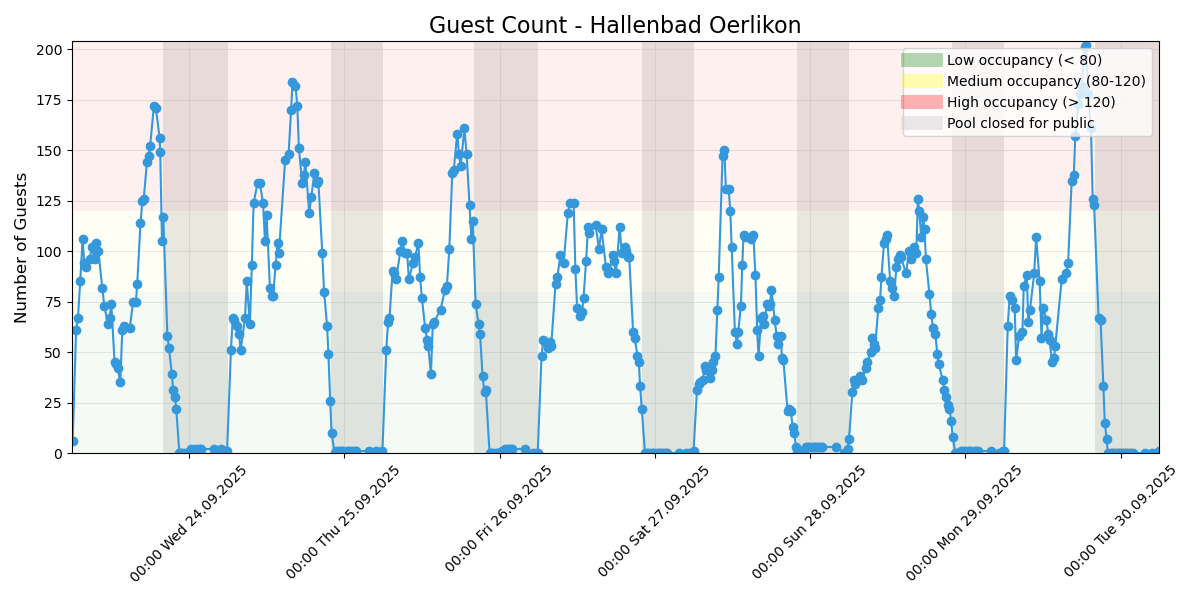 Guest Count - Hallenbad Oerlikon
Number of Guests
200
175
150
125
100
75
50
25
0
Low occupancy (< 80)
Medium occupancy (80-120)
High occupancy (> 120)
Pool closed for public
00:00 Wed 24.09.2025
00:00 Thu 25.09.2025
00:00 Fri 26.09.2025
00:00 Sat 27.09.2025
00:00 Sun 28.09.2025
00:00 Mon 29.09.2025
00:00 Tue 30.09.2025